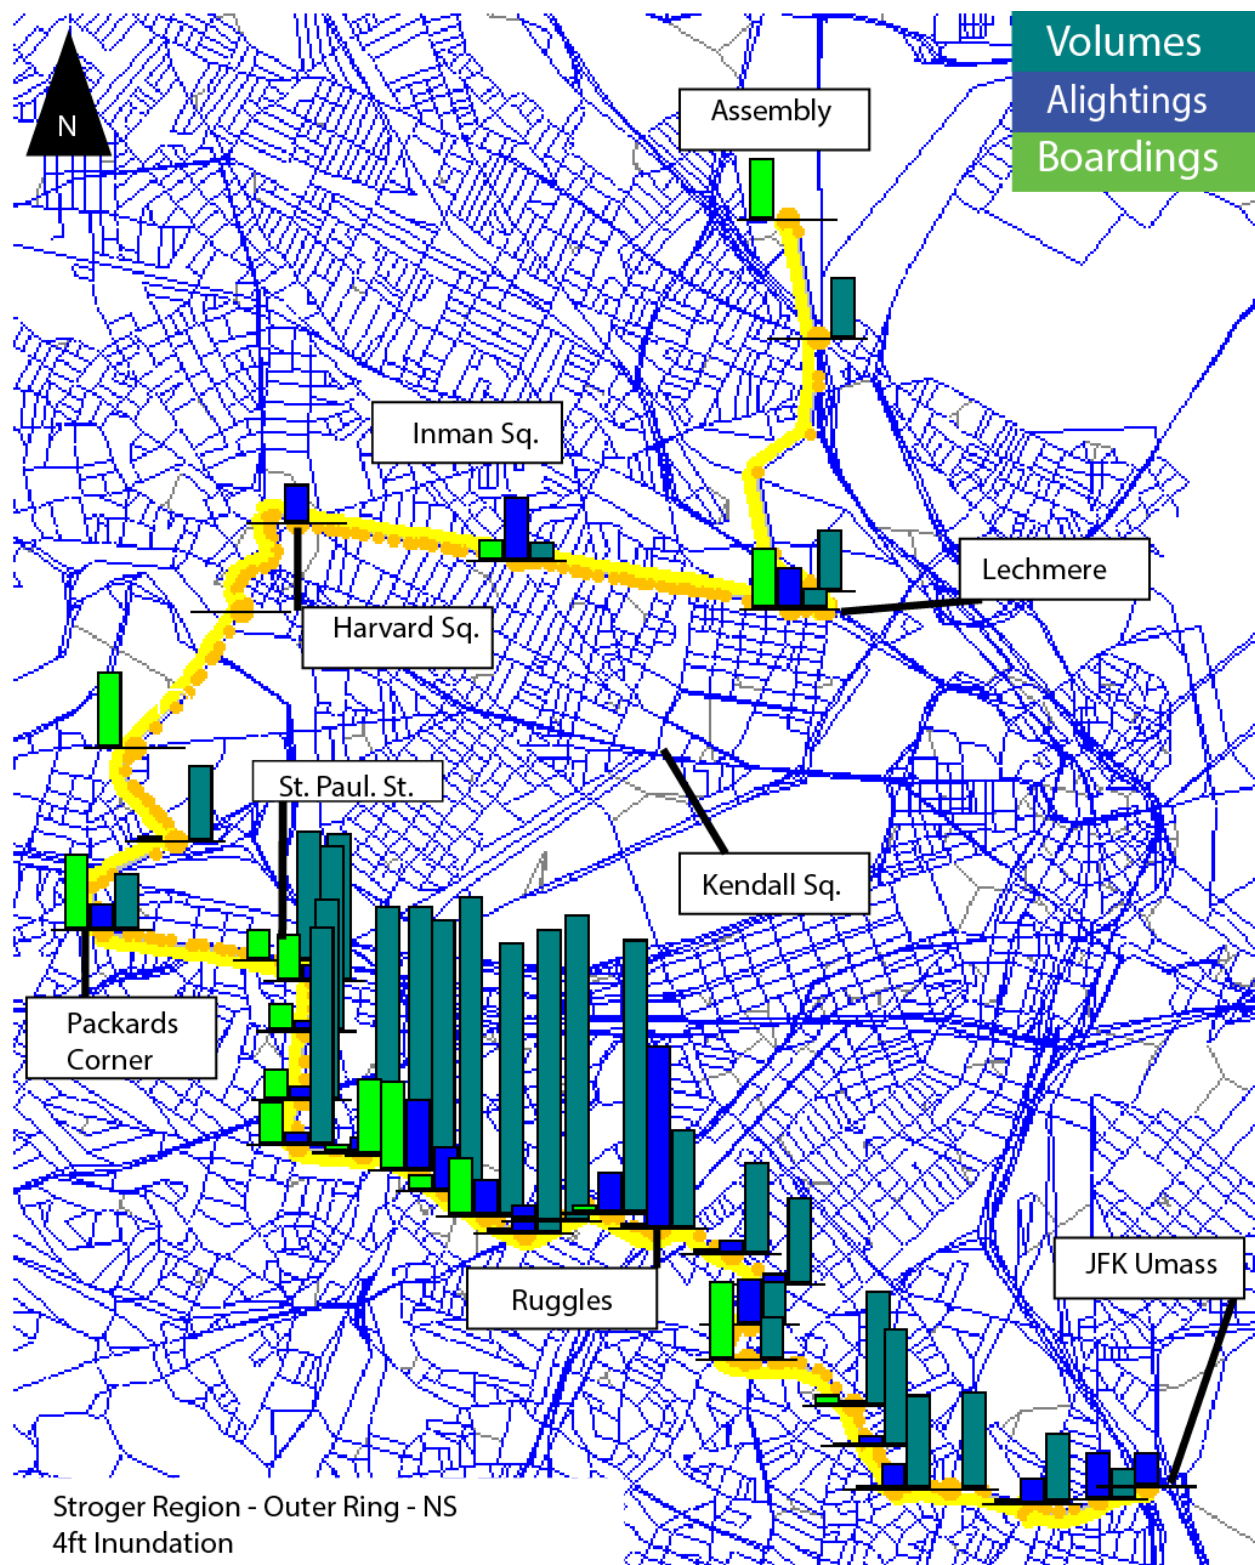 Volumes
Alightings
Boardings
N
Assembly
Inman Sq.
Lechmere
Harvard Sq.
St. Paul. St.
Kendall Sq.
Packards
Corner
JFK Umass
Ruggles
Stroger Region - Outer Ring - NS
4ft Inundation